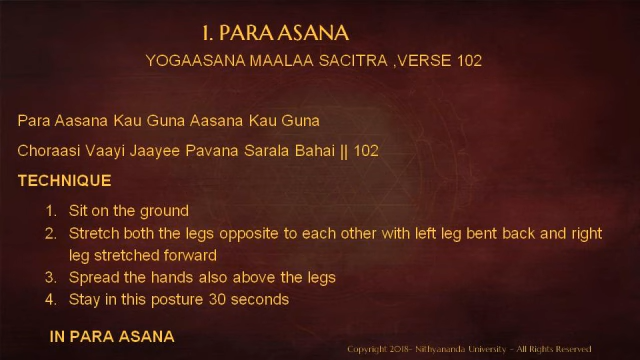 1. PARA ASANA
YOGAASANA MAALAA SACITRA ,VERSE 102
Para Aasana Kau Guna Aasana Kau Guna
Choraasi Vaayi Jaayee Pavana Sarala Bahai || 102
TECHNIQUE
1. Sit on the ground
2. Stretch both the legs opposite to each other with left leg bent back and right
leg stretched forward
3. Spread the hands also above the legs
4. Stay in this posture 30 seconds
IN PARA ASANA
Copyright 2018- Nithyananda University - All Rights Reserved